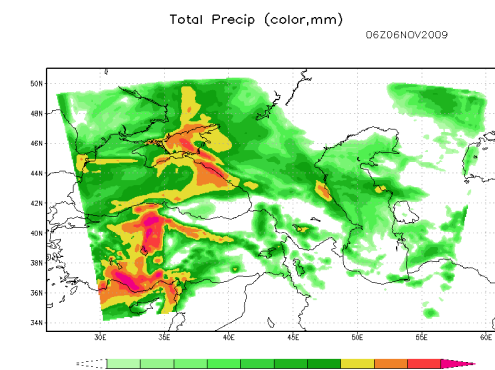 Total Precip (color,mm)
06Z06NOV2009
50N
48N
46N
44N
42N
40N
38N
36N
34N
30E 35E 40E 45E 50E 55E 60E